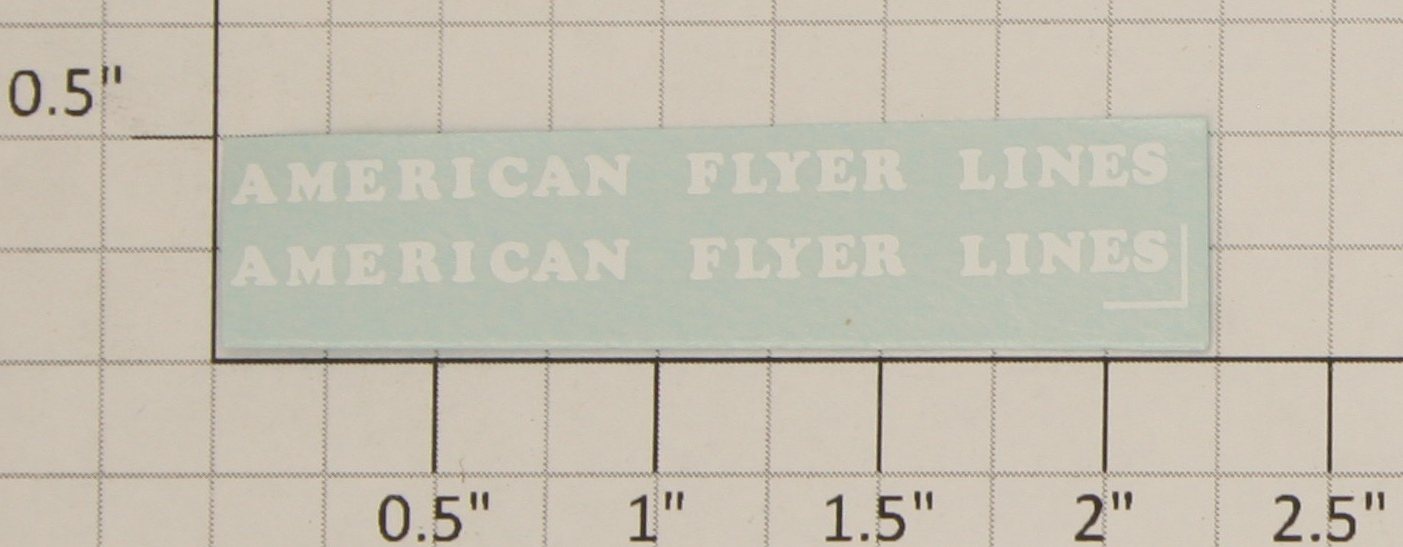 0.5"
AMERICAN FLYER LINES
AMERICAN FLYER LINES
0.5" 1" 1.5" 2" 2.5"